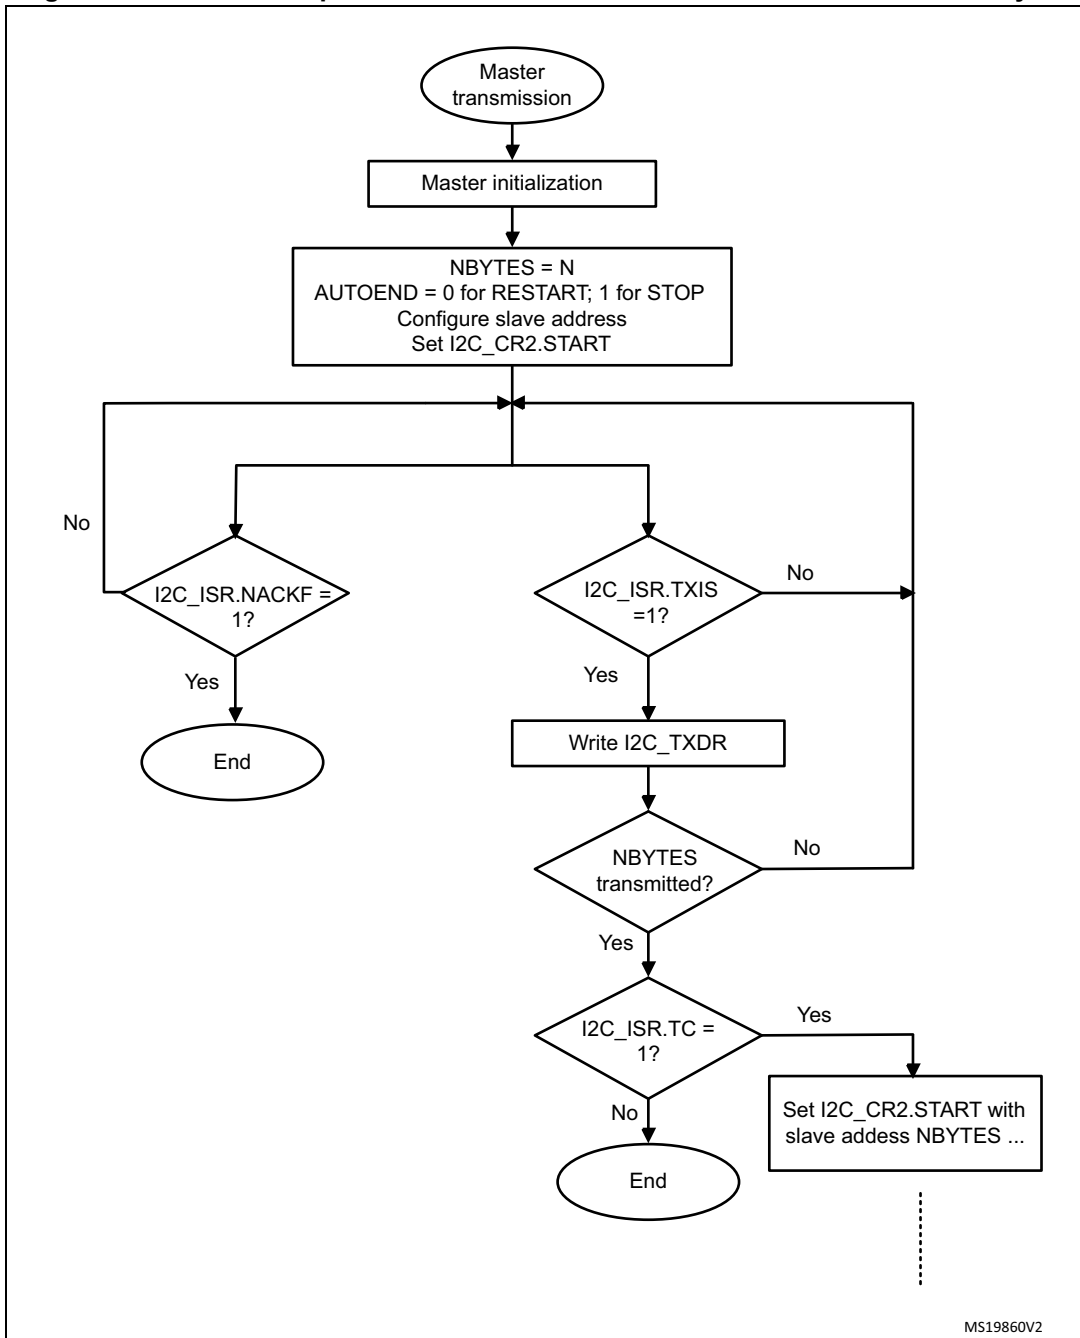 Master
transmission
Master initialization
NBYTES = N
AUTOEND = 0 for RESTART; 1 for STOP
Configure slave address
Set I2C_CR2.START
No
I2C_ISR.NACKF =
1?
Yes
End
I2C_ISR.TXIS
=1?
No
Yes
Write I2C_TXDR
NBYTES
transmitted?
No
Yes
I2C_ISR.TC =
1?
Yes
No
Set I2C_CR2.START with
slave addess NBYTES ...
End
MS19860V2